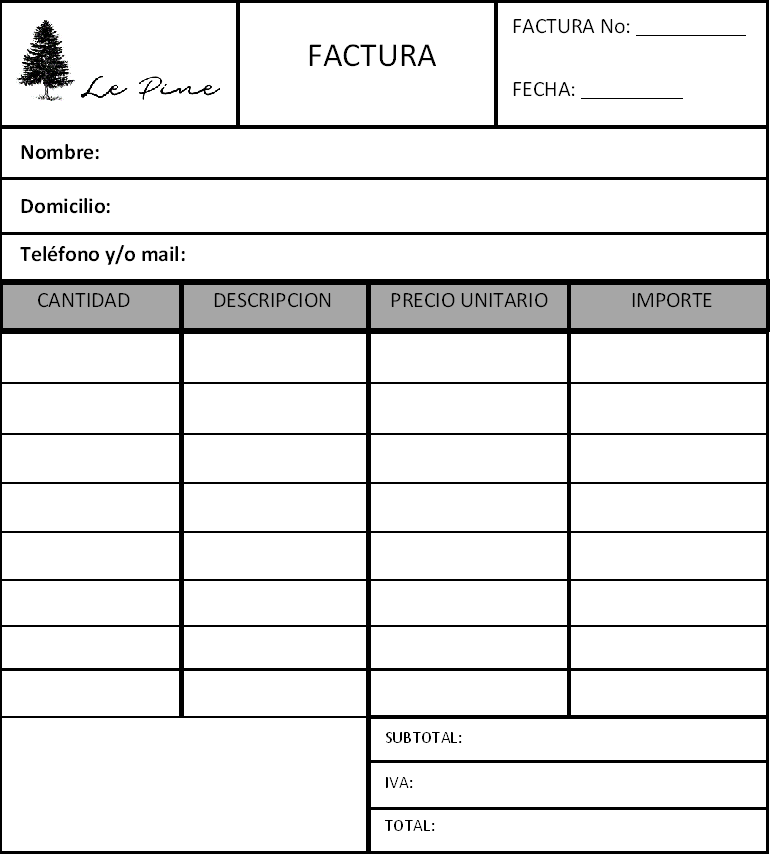 Le Pine
FACTURA
FACTURA No: __________
FECHA: __________
Nombre:
Domicilio:
Teléfono y/o mail:
CANTIDAD DESCRIPCION PRECIO UNITARIO IMPORTE
SUBTOTAL:
IVA:
TOTAL: